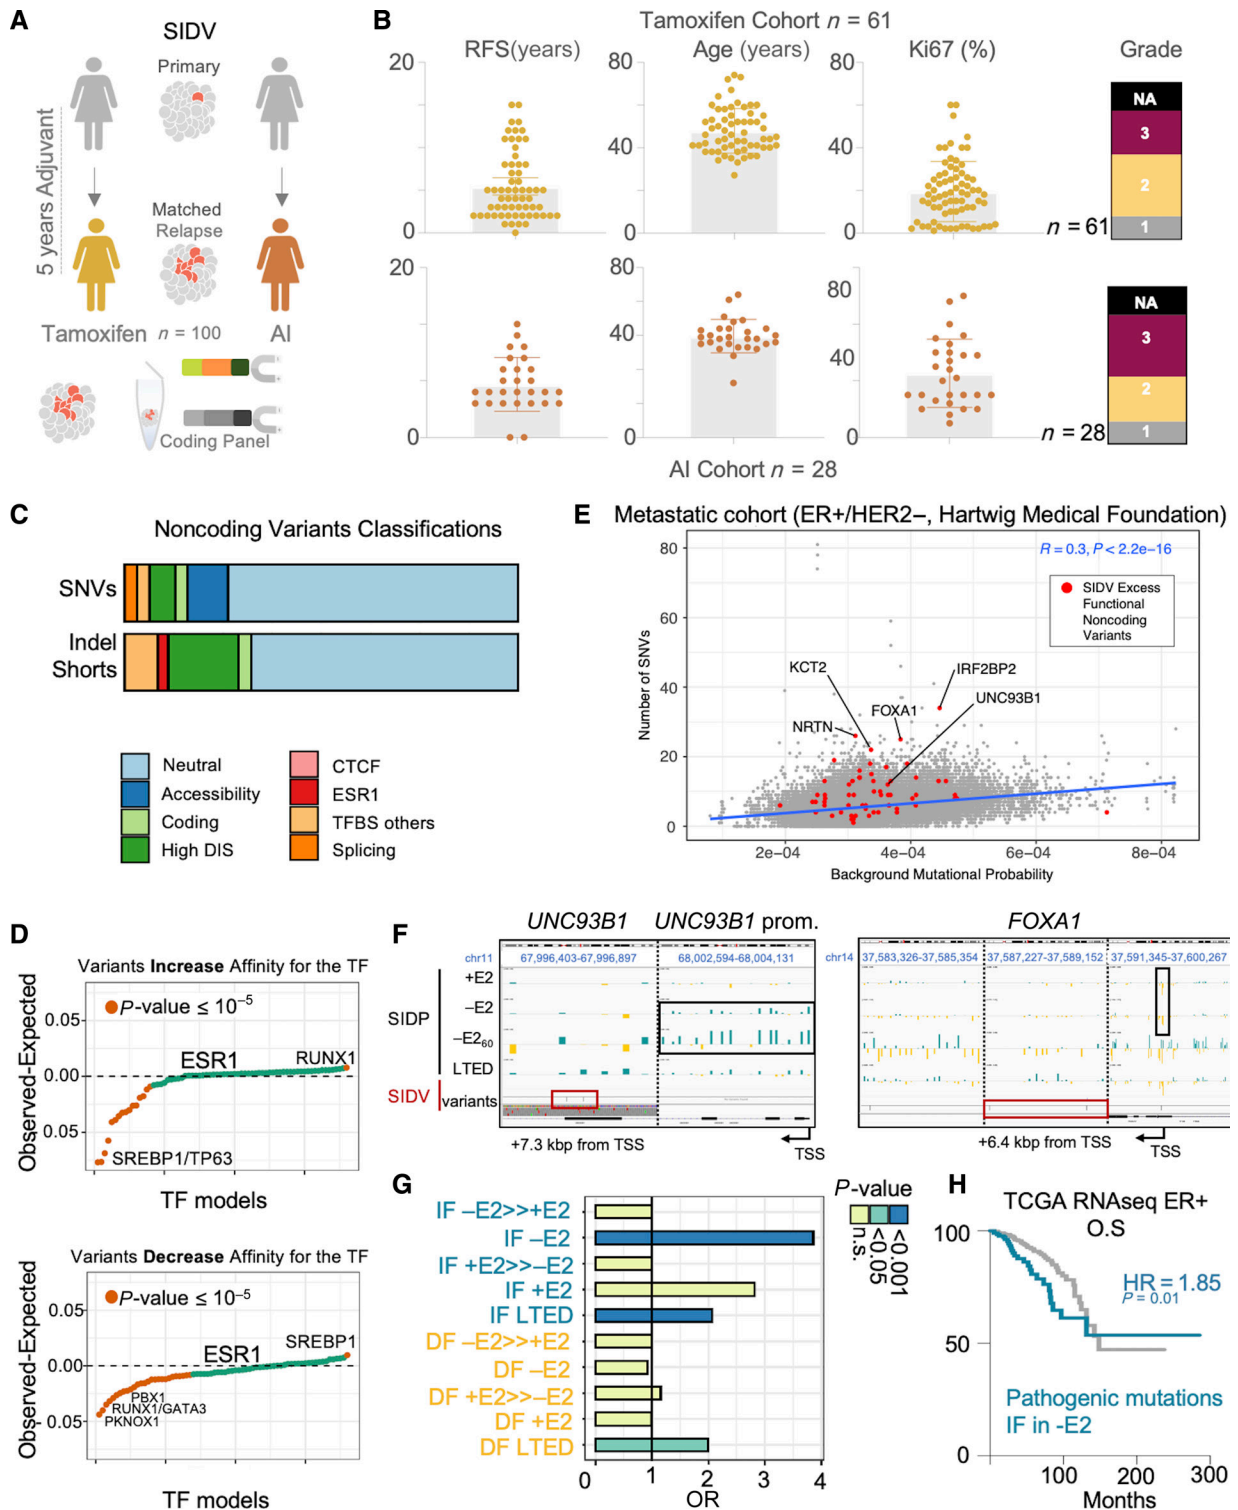 A
SIDV
Primary
5 years Adjuvant
Matched
Relapse
Tamoxifen n = 100 AI
Coding Panel
B
Tamoxifen Cohort n = 61
RFS(years) Age (years) Ki67 (%) Grade
20 80 80
40 40
0 0 0
n = 61
NA
3
2
1
20 80
80
40
40
0 0 0
n = 28
NA
3
2
1
AI Cohort n = 28
C
Noncoding Variants Classifications
SNVs
Indel
Shorts
Neutral
Accessibility
Coding
High DIS
CTCF
ESR1
TFBS others
Splicing
E
Metastatic cohort (ER+/HER2−, Hartwig Medical Foundation)
R = 0.3, P < 2.2e−16
SIDV Excess
Functional
Noncoding
Variants
Number of SNVs
80
60
40
20
0
KCT2
NRTN
FOXA1
IRF2BP2
UNC93B1
2e−04 4e−04 6e−04 8e−04
Background Mutational Probability
D
Variants Increase Affinity for the TF
P-value ≤ 10⁻⁵
Observed-Expected
0.05
0.00
0.05
ESR1
RUNX1
SREBP1/TP63
TF models
Variants Decrease Affinity for the TF
P-value ≤ 10⁻⁵
Observed-Expected
0.05
0.00
- 0.05
ESR1
SREBP1
PBX1
RUNX1/GATA3
PKNOX1
TF models
F
UNC93B1 UNC93B1 prom. FOXA1
chr11 67,996,403-67,996,897 68,002,594-68,004,131
chr14 37,583,326-37,585,354 37,587,227-37,589,152 37,591,345-37,600,267
SIDP
+E2
−E2
−E2₆₀
LTED
SIDV variants
+7.3 kbp from TSS TSS
+6.4 kbp from TSS TSS
G
IF −E2>>+E2
IF −E2
IF +E2>>−E2
IF +E2
IF LTED
DF −E2>>+E2
DF −E2
DF +E2>>−E2
DF +E2
DF LTED
0 1 2 3 4
OR
P-value
n.s.
<0.05
<0.001
H
TCGA RNAseq ER+
O.S
100
50
0
HR = 1.85
P = 0.01
Pathogenic mutations
IF in -E2
100 200 300
Months